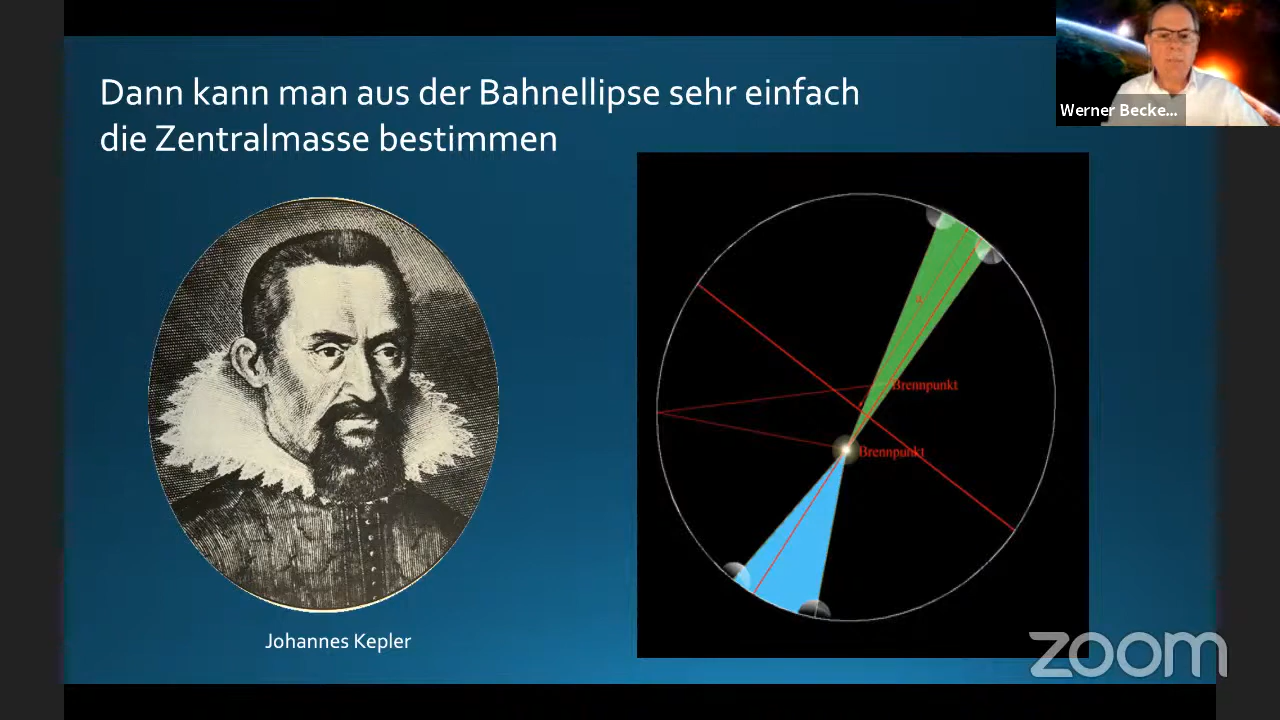 Dann kann man aus der Bahnellipse sehr einfach
die Zentralmasse bestimmen
Werner Becke...
a
Brennpunkt
Brennpunkt
Johannes Kepler
zoom